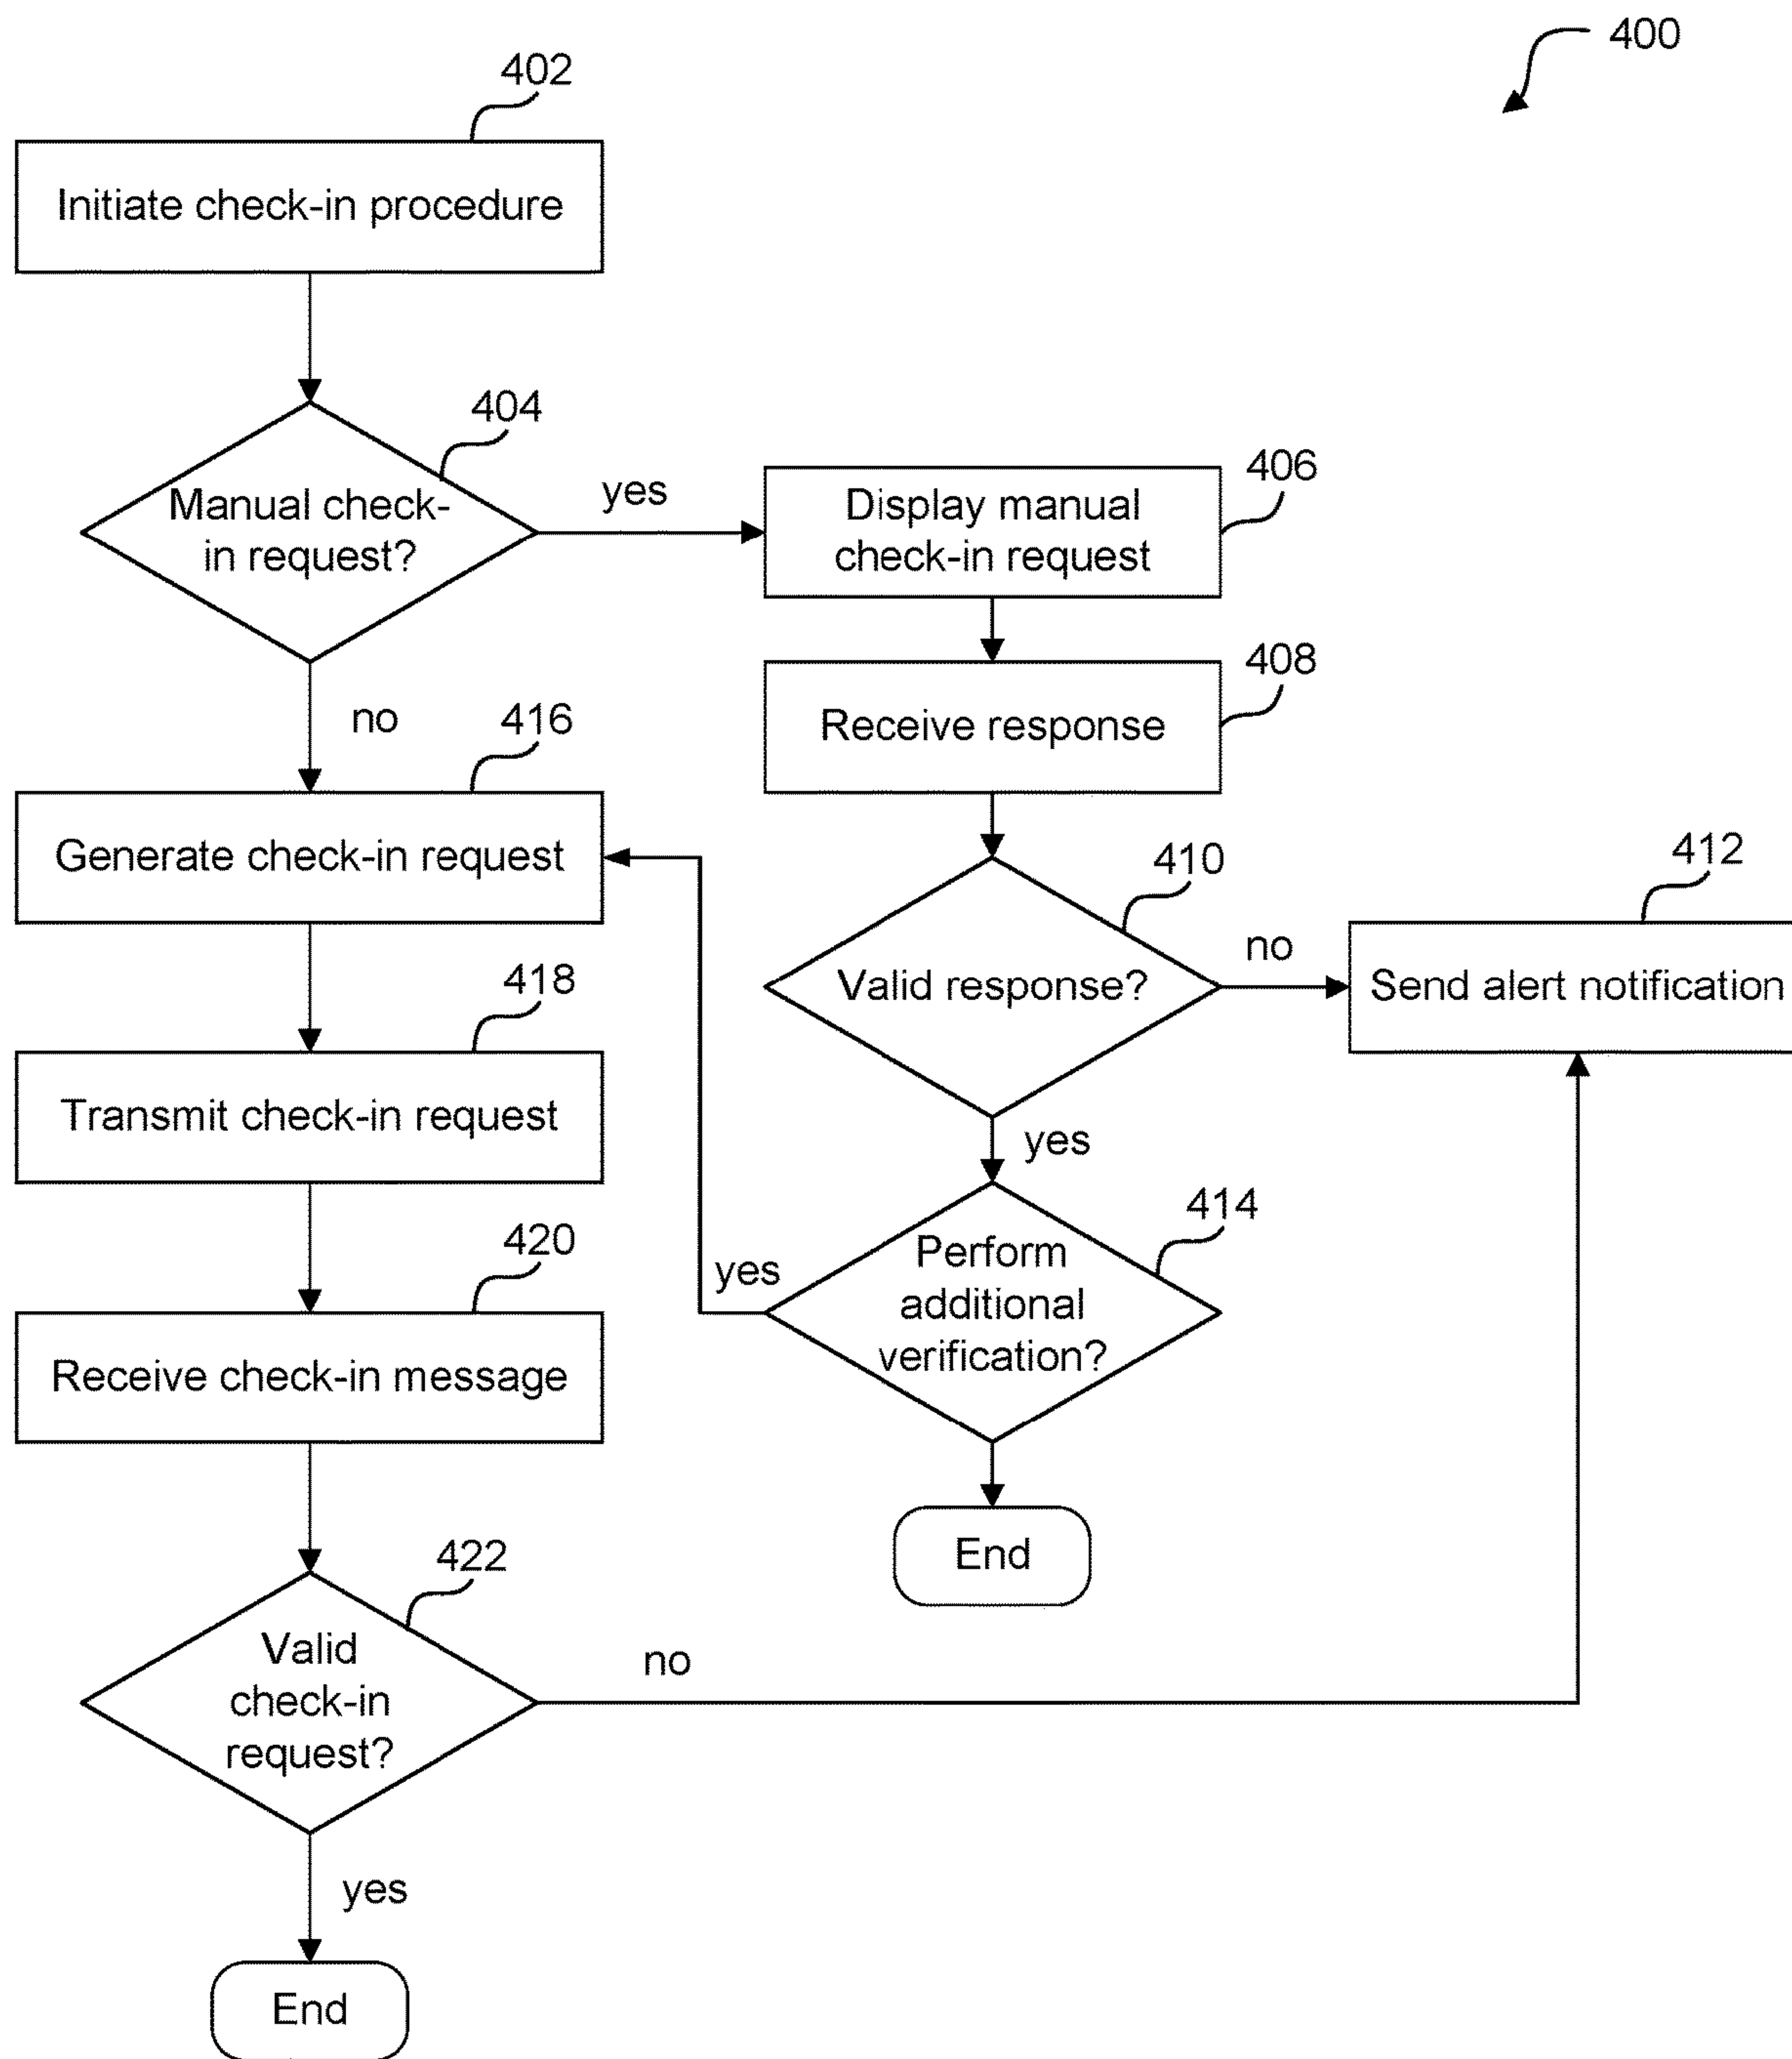 400
402
Initiate check-in procedure
404
Manual check-
in request?
yes
406
Display manual
check-in request
408
Receive response
no
416
Generate check-in request
410
Valid response?
no
412
Send alert notification
418
Transmit check-in request
yes
414
Perform
additional
verification?
yes
420
Receive check-in message
End
422
Valid
check-in
request?
no
yes
End